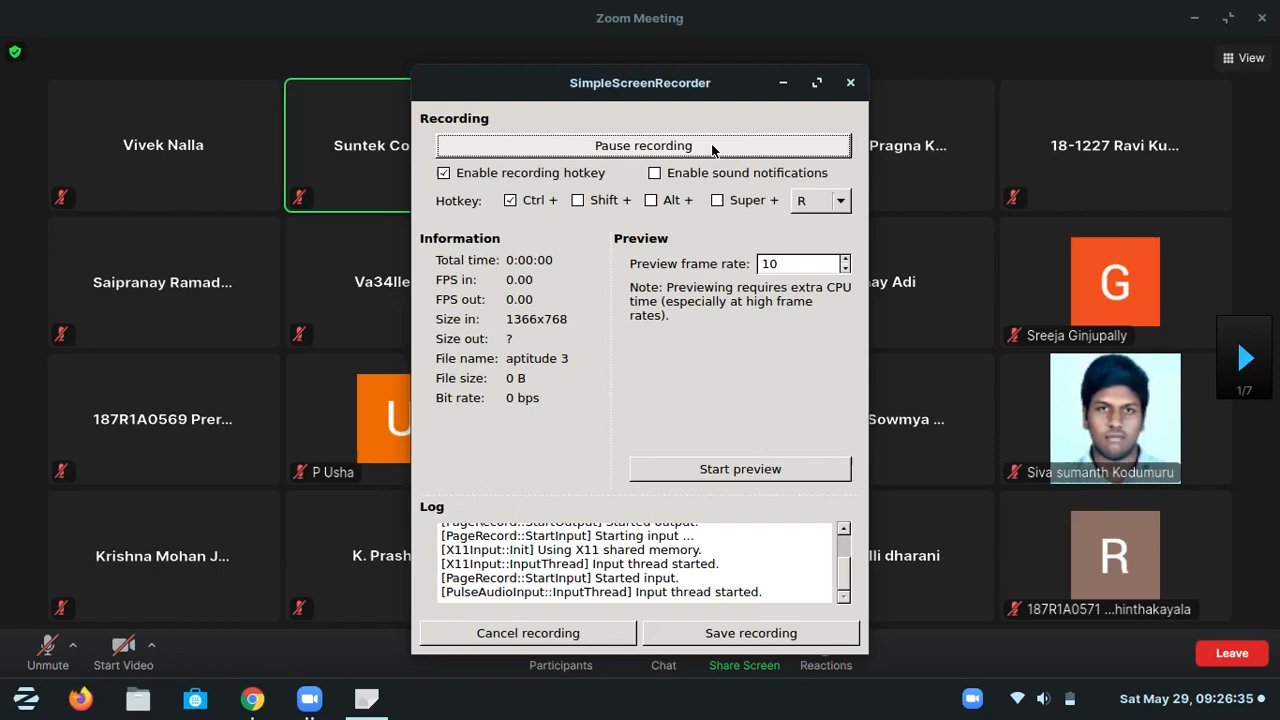 Zoom Meeting
View
SimpleScreenRecorder
Recording
Pause recording
Enable recording hotkey
Enable sound notifications
Hotkey:
Ctrl +
Shift +
Alt +
Super +
R
Information
Total time: 0:00:00
FPS in: 0.00
FPS out: 0.00
Size in: 1366x768
Size out: ?
File name: aptitude 3
File size: 0 B
Bit rate: 0 bps
Preview
Preview frame rate: 10
Note: Previewing requires extra CPU
time (especially at high frame
rates).
Start preview
Log
[PageRecord::StartOutput] Started output.
[PageRecord::StartInput] Starting input ...
[X11Input::Init] Using X11 shared memory.
[X11Input::InputThread] Input thread started.
[PageRecord::StartInput] Started input.
[PulseAudioInput::InputThread] Input thread started.
Cancel recording
Save recording
Vivek Nalla
Suntek Co
Pragna K...
18-1227 Ravi Ku...
Saipranay Ramad...
Va34lle
ay Adi
G
Sreeja Ginjupally
1/7
187R1A0569 Prer...
U
P Usha
Sowmya ...
Siva sumanth Kodumuru
Krishna Mohan J...
K. Prash
lli dharani
R
187R1A0571 ...hinthakayala
Unmute
Start Video
Participants
Chat
Share Screen
Reactions
Leave
Sat May 29, 09:26:35